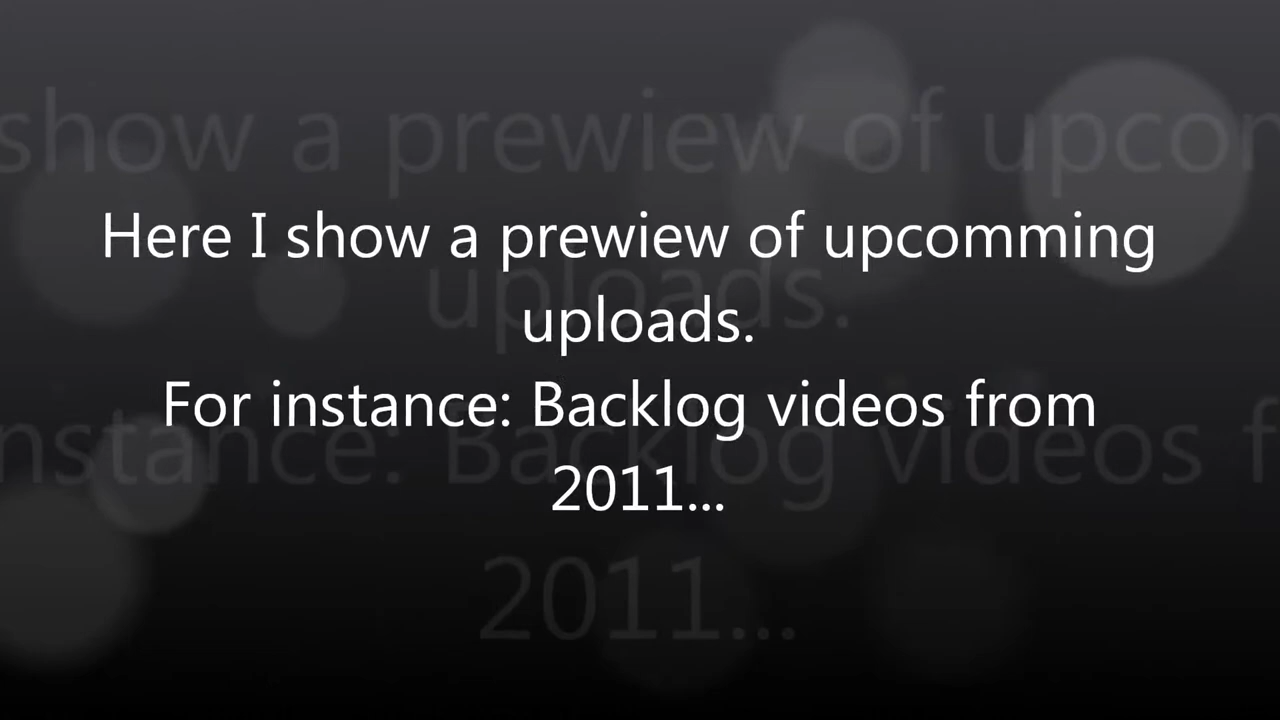 Here I show a prewiew of upcomming
uploads.
For instance: Backlog videos from
2011...